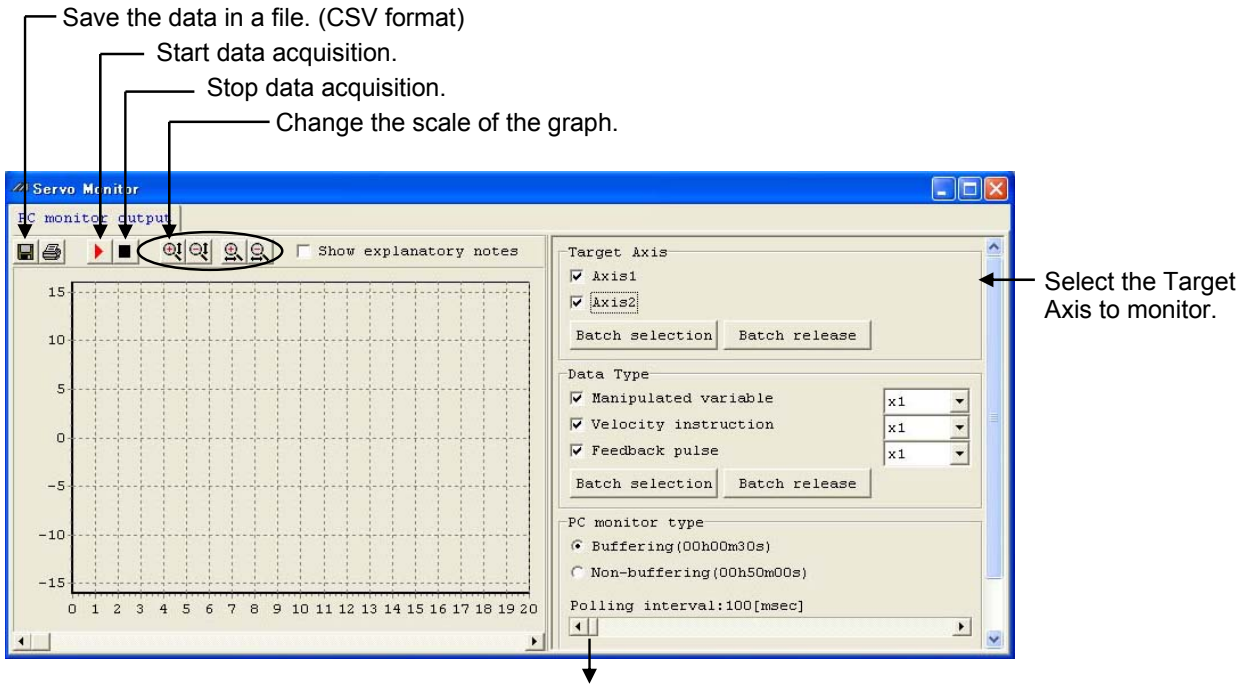 Save the data in a file. (CSV format)
Start data acquisition.
Stop data acquisition.
Change the scale of the graph.
Servo Monitor
PC monitor output
Show explanatory notes
15
10
5
0
-5
-10
-15
0 1 2 3 4 5 6 7 8 9 10 11 12 13 14 15 16 17 18 19 20
Target Axis
Axis1
Axis2
Batch selection Batch release
Data Type
Manipulated variable x1
Velocity instruction x1
Feedback pulse x1
Batch selection Batch release
PC monitor type
Buffering(00h00m30s)
Non-buffering(00h50m00s)
Polling interval:100[msec]
Select the Target
Axis to monitor.